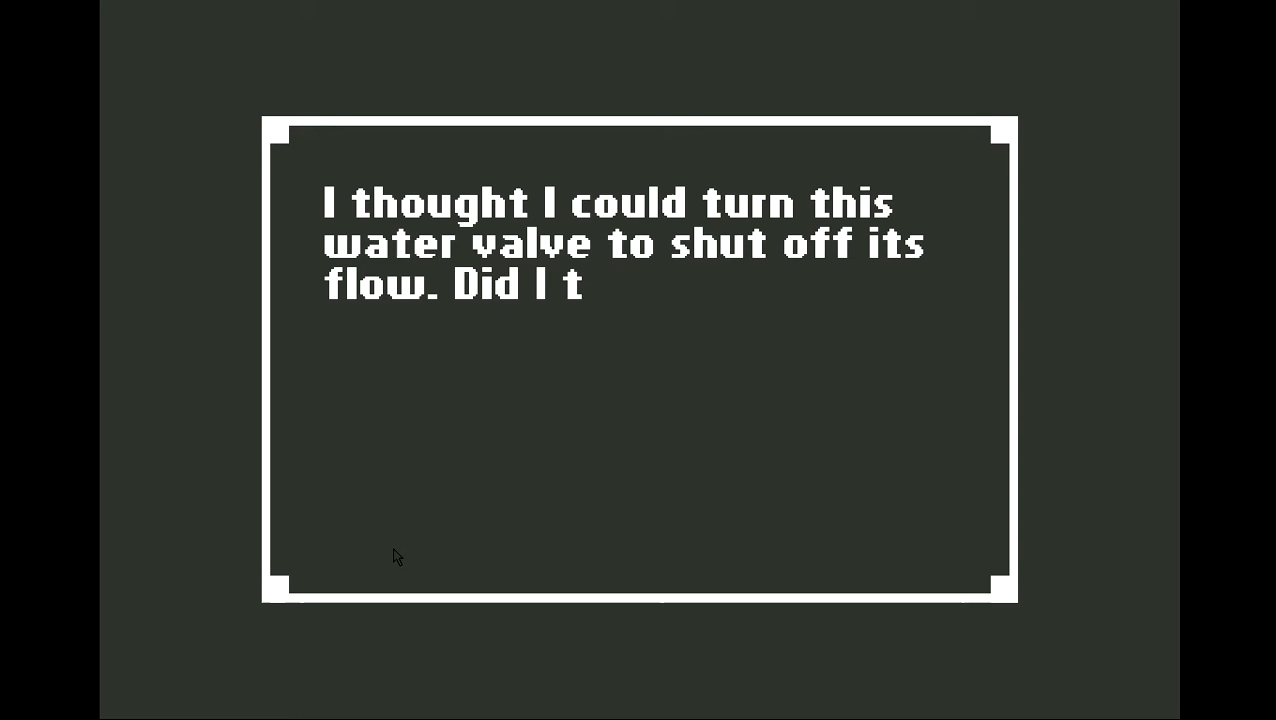 I thought I could turn this
water valve to shut off its
flow. Did I t